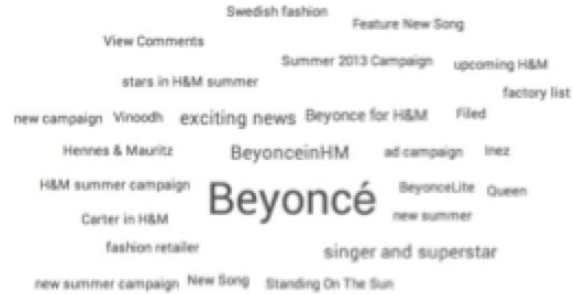 Swedish fashion
Feature New Song
View Comments
Summer 2013 Campaign upcoming H&M
stars in H&M summer
factory list
new campaign Vinoodh exciting news Beyonce for H&M Filed
Hennes & Mauritz BeyonceinHM ad campaign Inez
H&M summer campaign Beyoncé BeyonceLite Queen
Carter in H&M new summer
fashion retailer singer and superstar
new summer campaign New Song Standing On The Sun